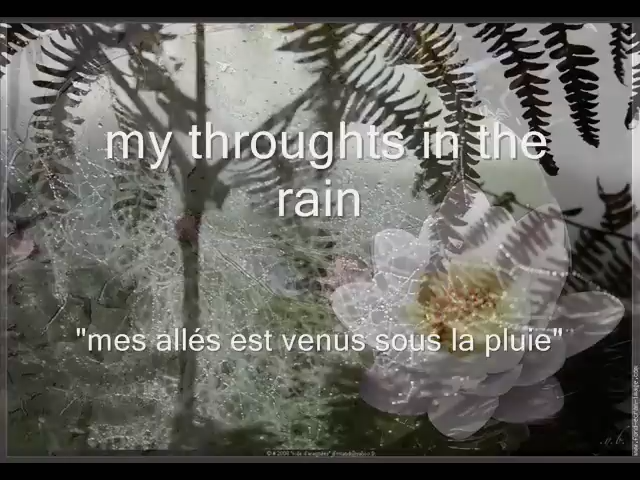 my throughts in the
rain
"mes allés est venus sous la pluie"